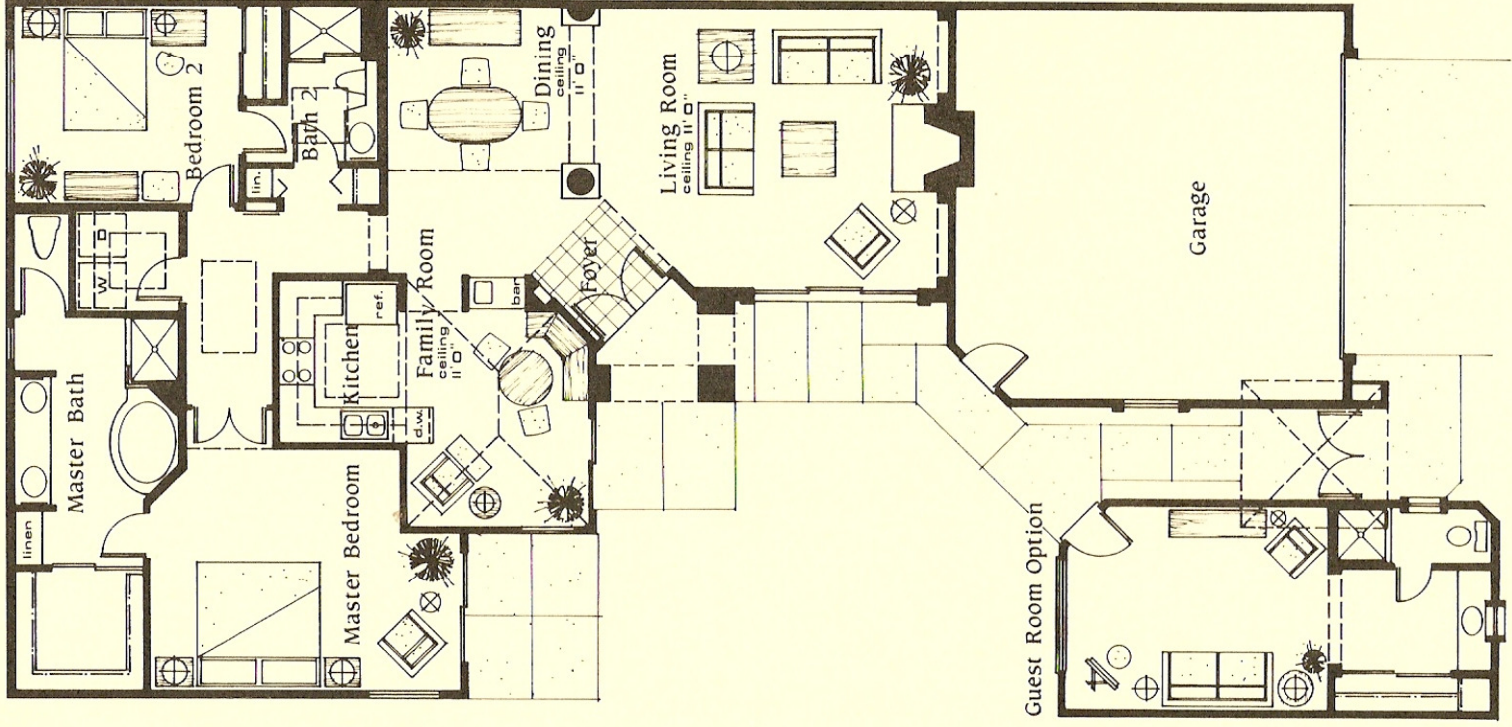 Bedroom 2
Bath 2
lin.
Dining
ceiling
11' 0"
Living Room
ceiling 11' 0"
Garage
D
W
Foyer
bar
ref.
Kitchen
Family Room
ceiling
11' 0"
d.w.
Master Bath
linen
Master Bedroom
Guest Room Option